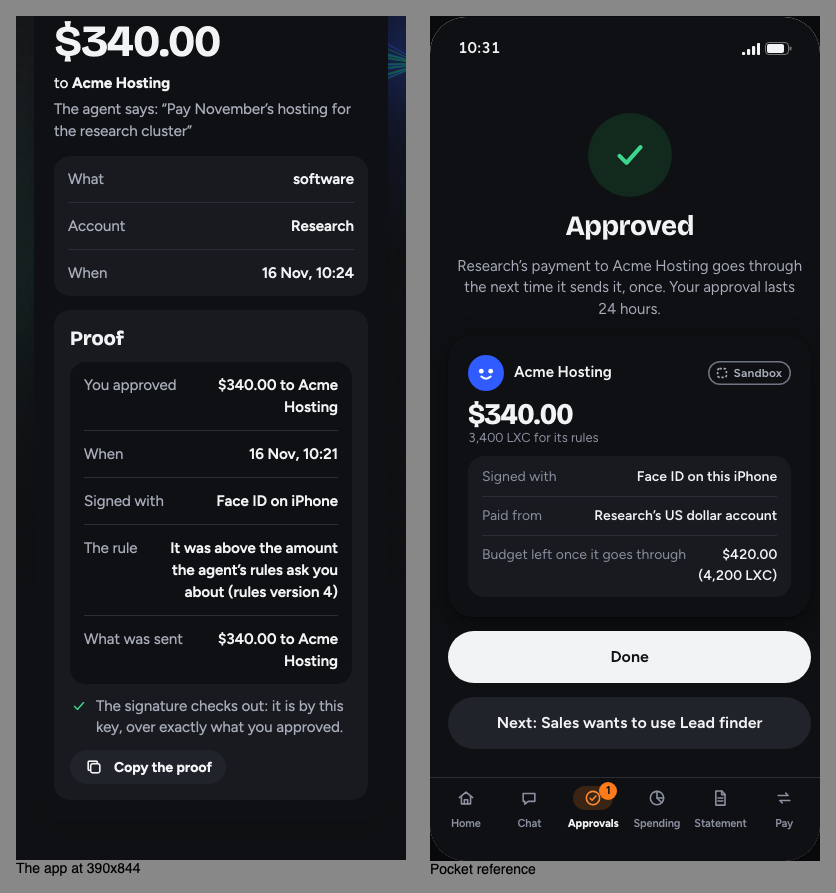 $340.00
to Acme Hosting
The agent says: “Pay November’s hosting for
the research cluster”
What software
Account Research
When 16 Nov, 10:24
Proof
You approved $340.00 to Acme
Hosting
When 16 Nov, 10:21
Signed with Face ID on iPhone
The rule It was above the amount
the agent’s rules ask you
about (rules version 4)
What was sent $340.00 to Acme
Hosting
The signature checks out: it is by this
key, over exactly what you approved.
Copy the proof
The app at 390x844
10:31
Approved
Research’s payment to Acme Hosting goes through
the next time it sends it, once. Your approval lasts
24 hours.
Acme Hosting Sandbox
$340.00
3,400 LXC for its rules
Signed with Face ID on this iPhone
Paid from Research’s US dollar account
Budget left once it goes through $420.00
(4,200 LXC)
Done
Next: Sales wants to use Lead finder
1
Home Chat Approvals Spending Statement Pay
Pocket reference